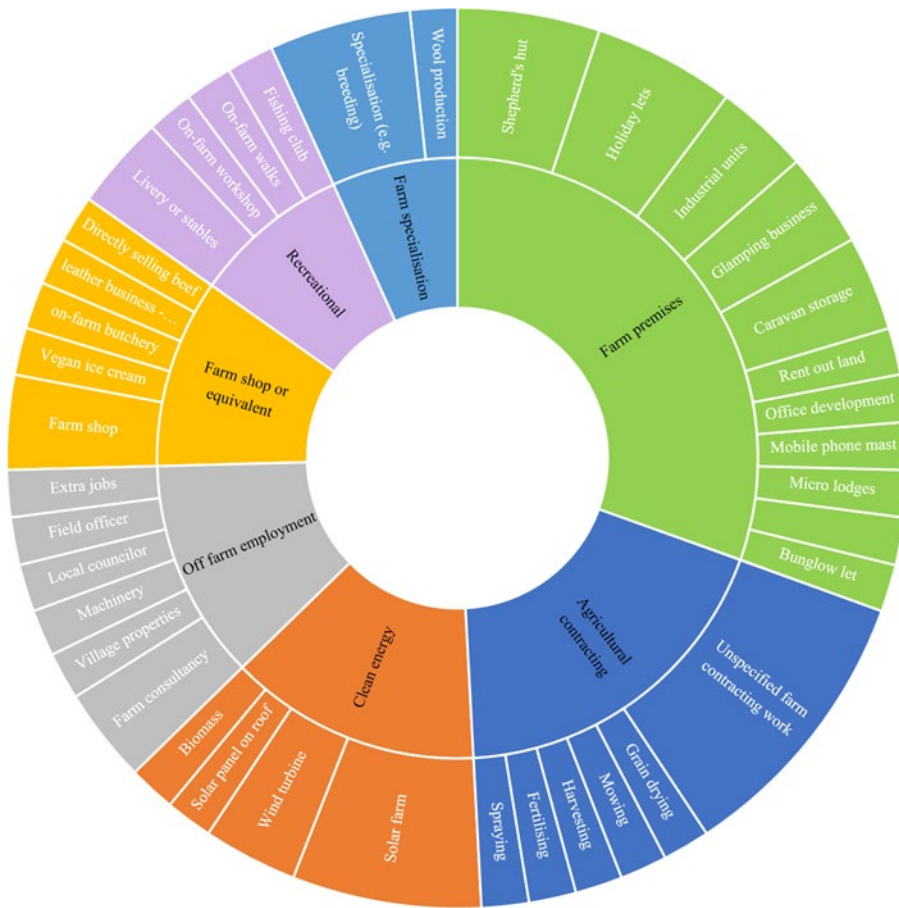 Farm premises
Shepherd's hut
Holiday lets
Industrial units
Glamping business
Caravan storage
Rent out land
Office development
Mobile phone mast
Micro lodges
Bunglow let
Agricultural
contracting
Unspecified farm
contracting work
Grain drying
Mowing
Harvesting
Fertilising
Spraying
Clean energy
Solar farm
Wind turbine
Solar panel on roof
Biomass
Off farm employment
Farm consultancy
Village properties
Machinery
Local councilor
Field officer
Extra jobs
Farm shop or
equivalent
Farm shop
Vegan ice cream
on-farm butchery
leather business -…
Directly selling beef
Recreational
Livery or stables
On-farm workshop
On-farm walks
Fishing club
Farm specialisation
Specialisation (e.g.
breeding)
Wool production